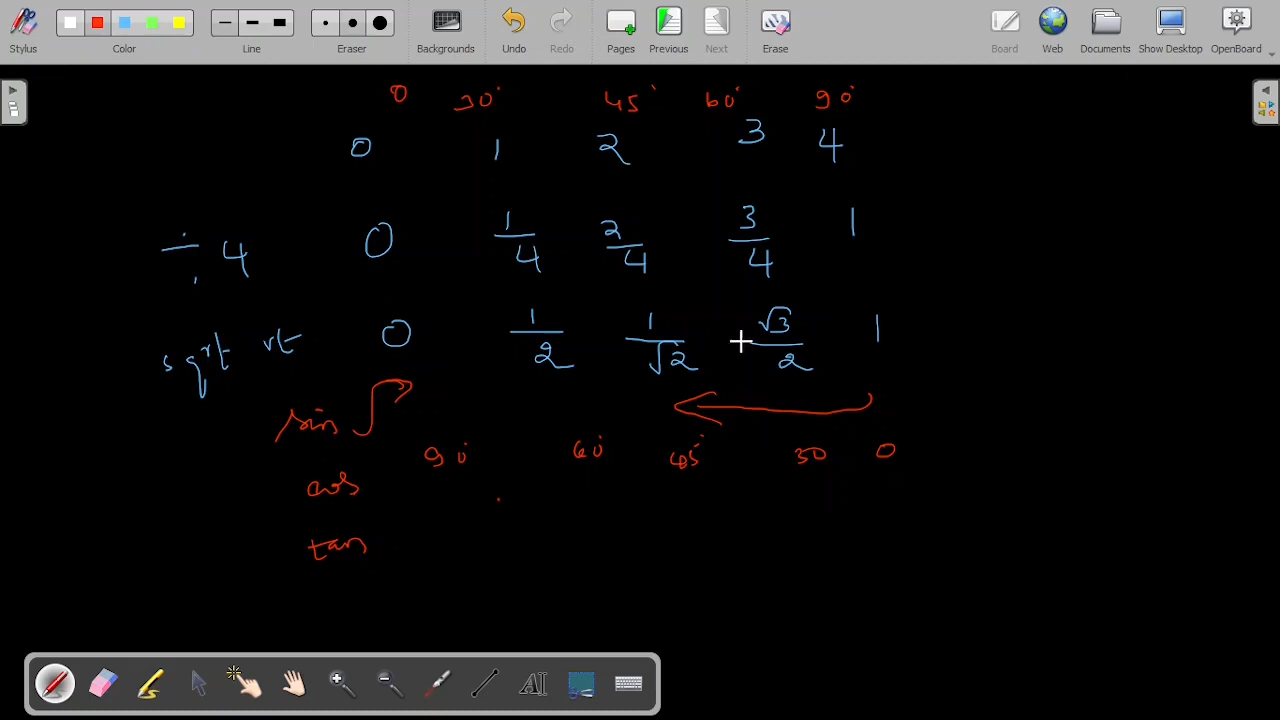 Stylus Color Line Eraser Backgrounds Undo Redo Pages Previous Next Erase Board Web Documents Show Desktop OpenBoard
0 30° 45° 60° 90°
0 1 2 3 4
÷4 0 1/4 2/4 3/4 1
sqrt rt 0 1/2 1/√2 √3/2 1
sin
90° 60° 45° 30 0
cos
tan
AI